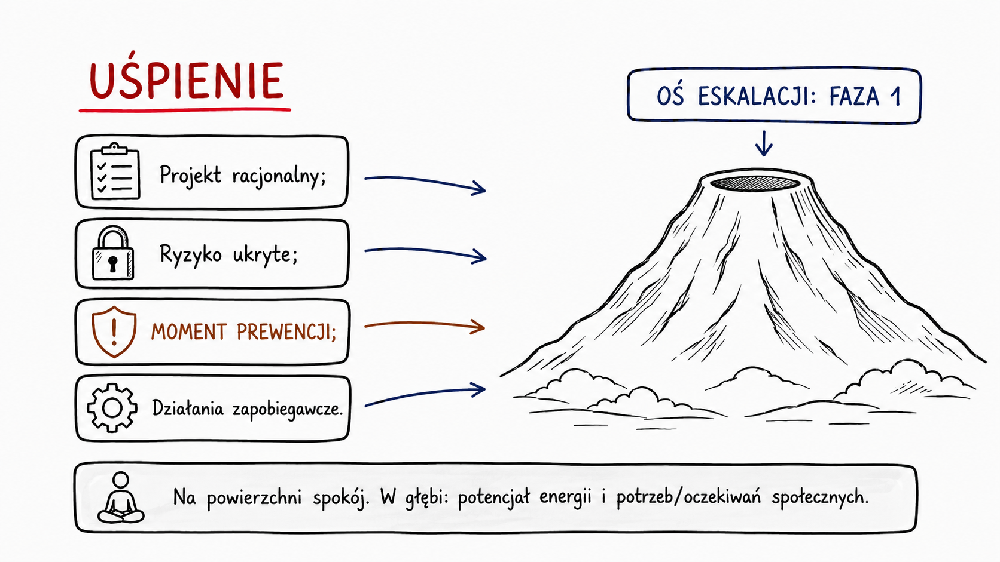 UŚPIENIE
OŚ ESKALACJI: FAZA 1
Projekt racjonalny;
Ryzyko ukryte;
MOMENT PREWENCJI;
Działania zapobiegawcze.
Na powierzchni spokój. W głębi: potencjał energii i potrzeb/oczekiwań społecznych.